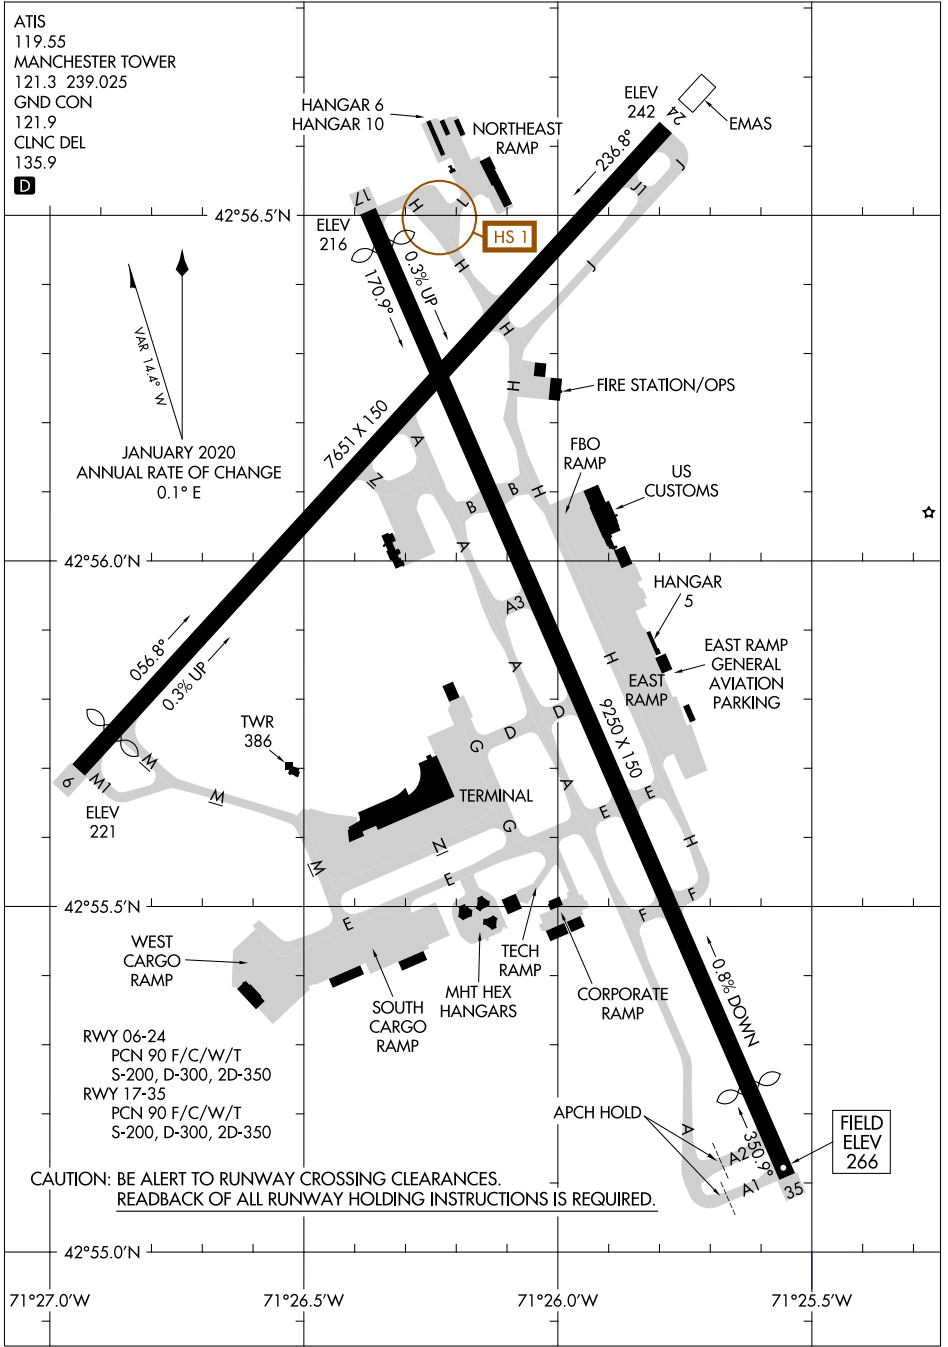 ATIS
119.55
MANCHESTER TOWER
121.3 239.025
GND CON
121.9
CLNC DEL
135.9
D
HANGAR 6
HANGAR 10
NORTHEAST
RAMP
ELEV
242
24
EMAS
236.8°
J1
J
J
17
42°56.5'N
ELEV
216
H
L
HS 1
H
0.3% UP
170.9°
H
H
VAR 14.4° W
JANUARY 2020
ANNUAL RATE OF CHANGE
0.1° E
FIRE STATION/OPS
7651 X 150
A
N
FBO
RAMP
US
CUSTOMS
B
B
H
A
42°56.0'N
HANGAR
5
A3
056.8°
0.3% UP
A
H
EAST
RAMP
EAST RAMP
GENERAL
AVIATION
PARKING
9250 X 150
TWR
386
G
D
D
6
M1
M
M
ELEV
221
TERMINAL
A
E
E
G
N
H
M
E
F
F
E
42°55.5'N
WEST
CARGO
RAMP
SOUTH
CARGO
RAMP
MHT HEX
HANGARS
TECH
RAMP
CORPORATE
RAMP
0.8% DOWN
RWY 06-24
PCN 90 F/C/W/T
S-200, D-300, 2D-350
RWY 17-35
PCN 90 F/C/W/T
S-200, D-300, 2D-350
APCH HOLD
A
A2
350.9°
A1
35
FIELD
ELEV
266
CAUTION: BE ALERT TO RUNWAY CROSSING CLEARANCES.
READBACK OF ALL RUNWAY HOLDING INSTRUCTIONS IS REQUIRED.
42°55.0'N
71°27.0'W
71°26.5'W
71°26.0'W
71°25.5'W